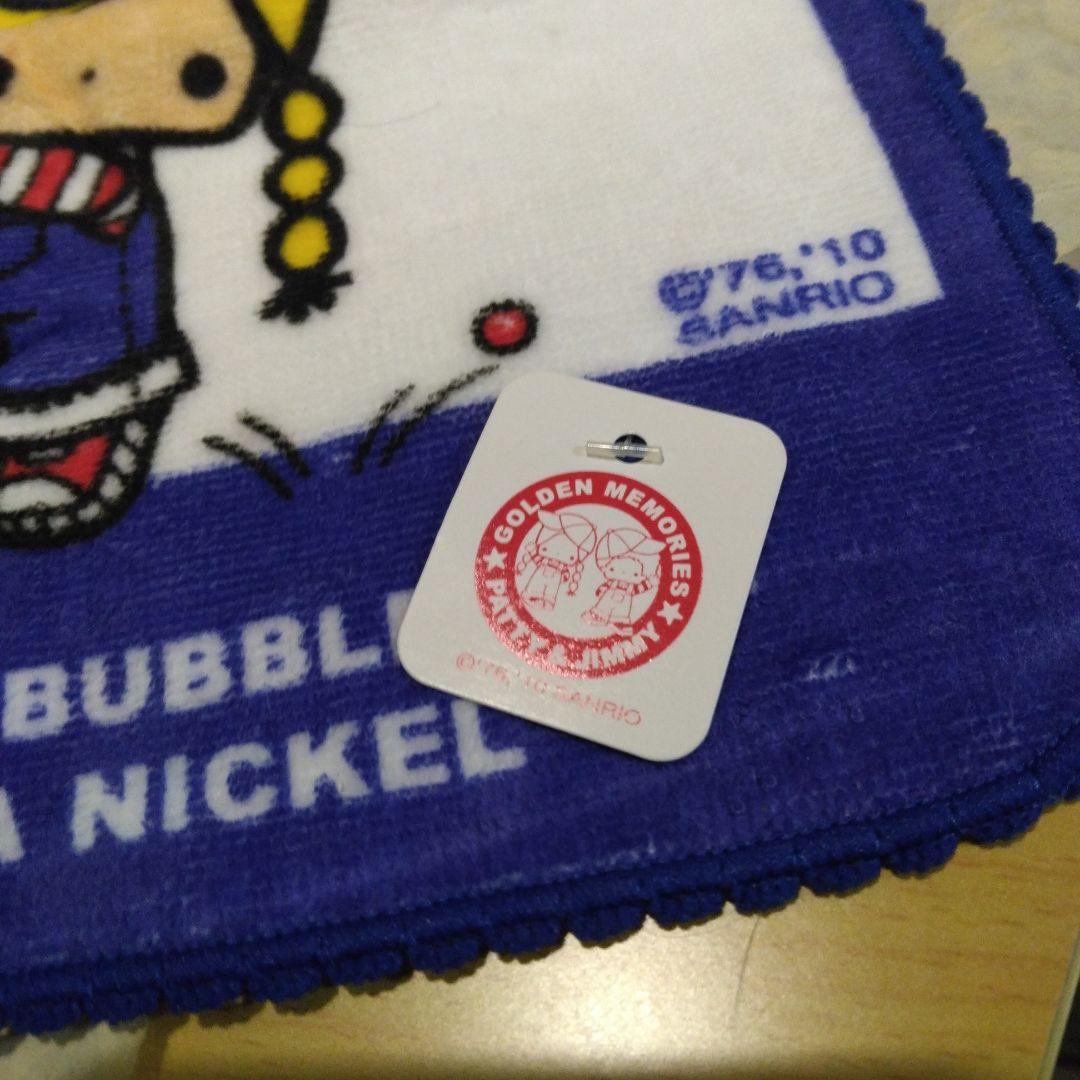 ©'76,'10
SANRIO
GOLDEN MEMORIES
★ PATTY & JIMMY ★
©'76,'10 SANRIO
BUBBL
A NICKEL